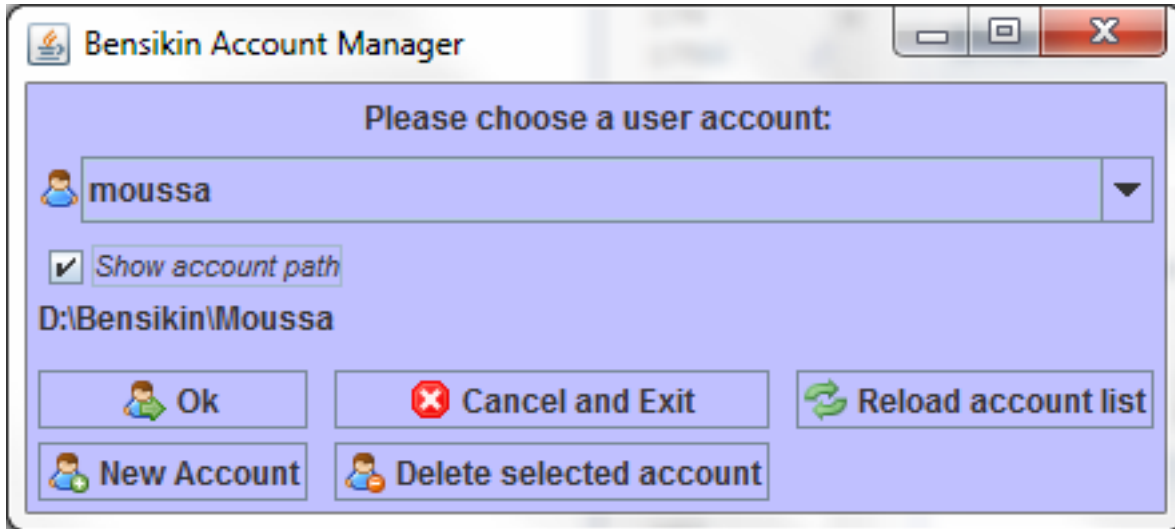 Bensikin Account Manager
Please choose a user account:
moussa
Show account path
D:\Bensikin\Moussa
Ok
Cancel and Exit
Reload account list
New Account
Delete selected account